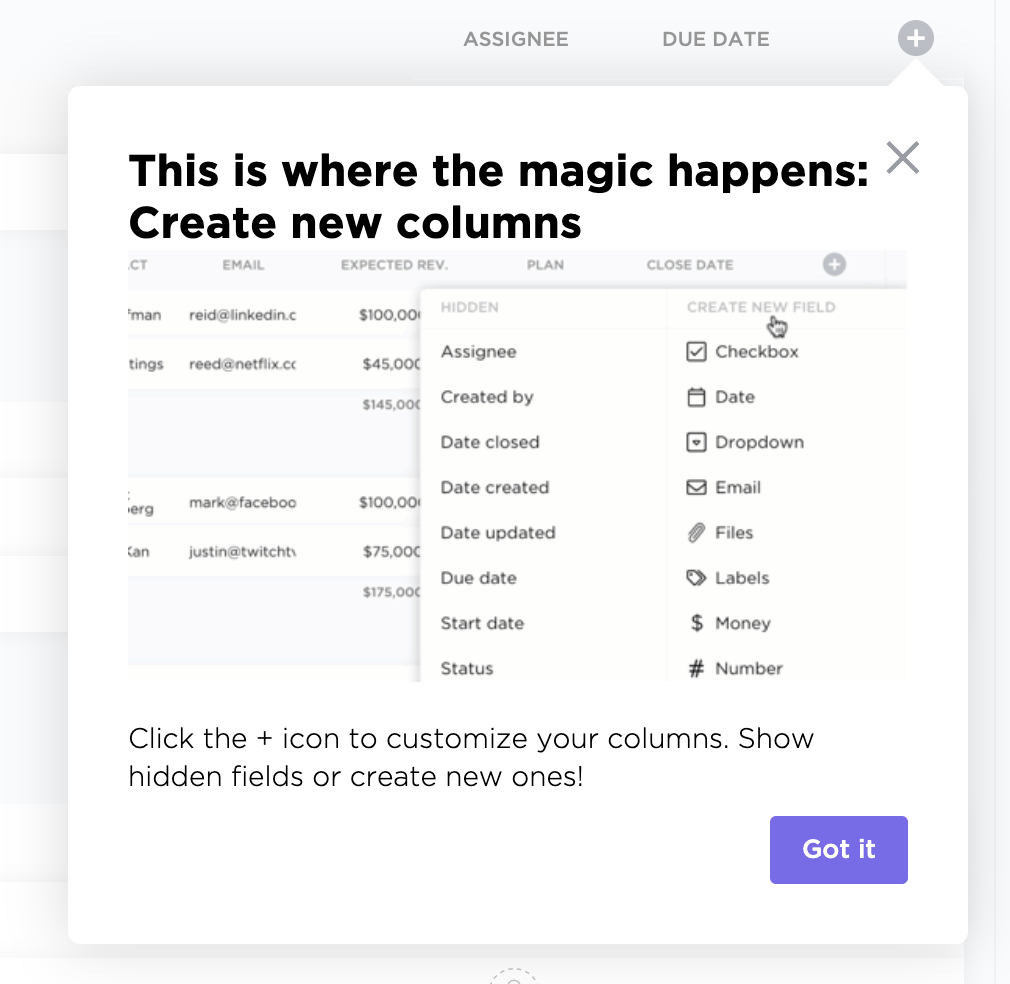 ASSIGNEE DUE DATE
This is where the magic happens:
Create new columns
CT EMAIL EXPECTED REV. PLAN CLOSE DATE
HIDDEN CREATE NEW FIELD
fman reid@linkedin.c $100,00
Assignee Checkbox
tings reed@netflix.cc $45,000
Created by Date
$145,000
Date closed Dropdown
Date created Email
erg mark@faceboo $100,00
Date updated Files
Kan justin@twitchtv $75,000
Due date Labels
$175,000
Start date $ Money
Status # Number
Click the + icon to customize your columns. Show
hidden fields or create new ones!
Got it